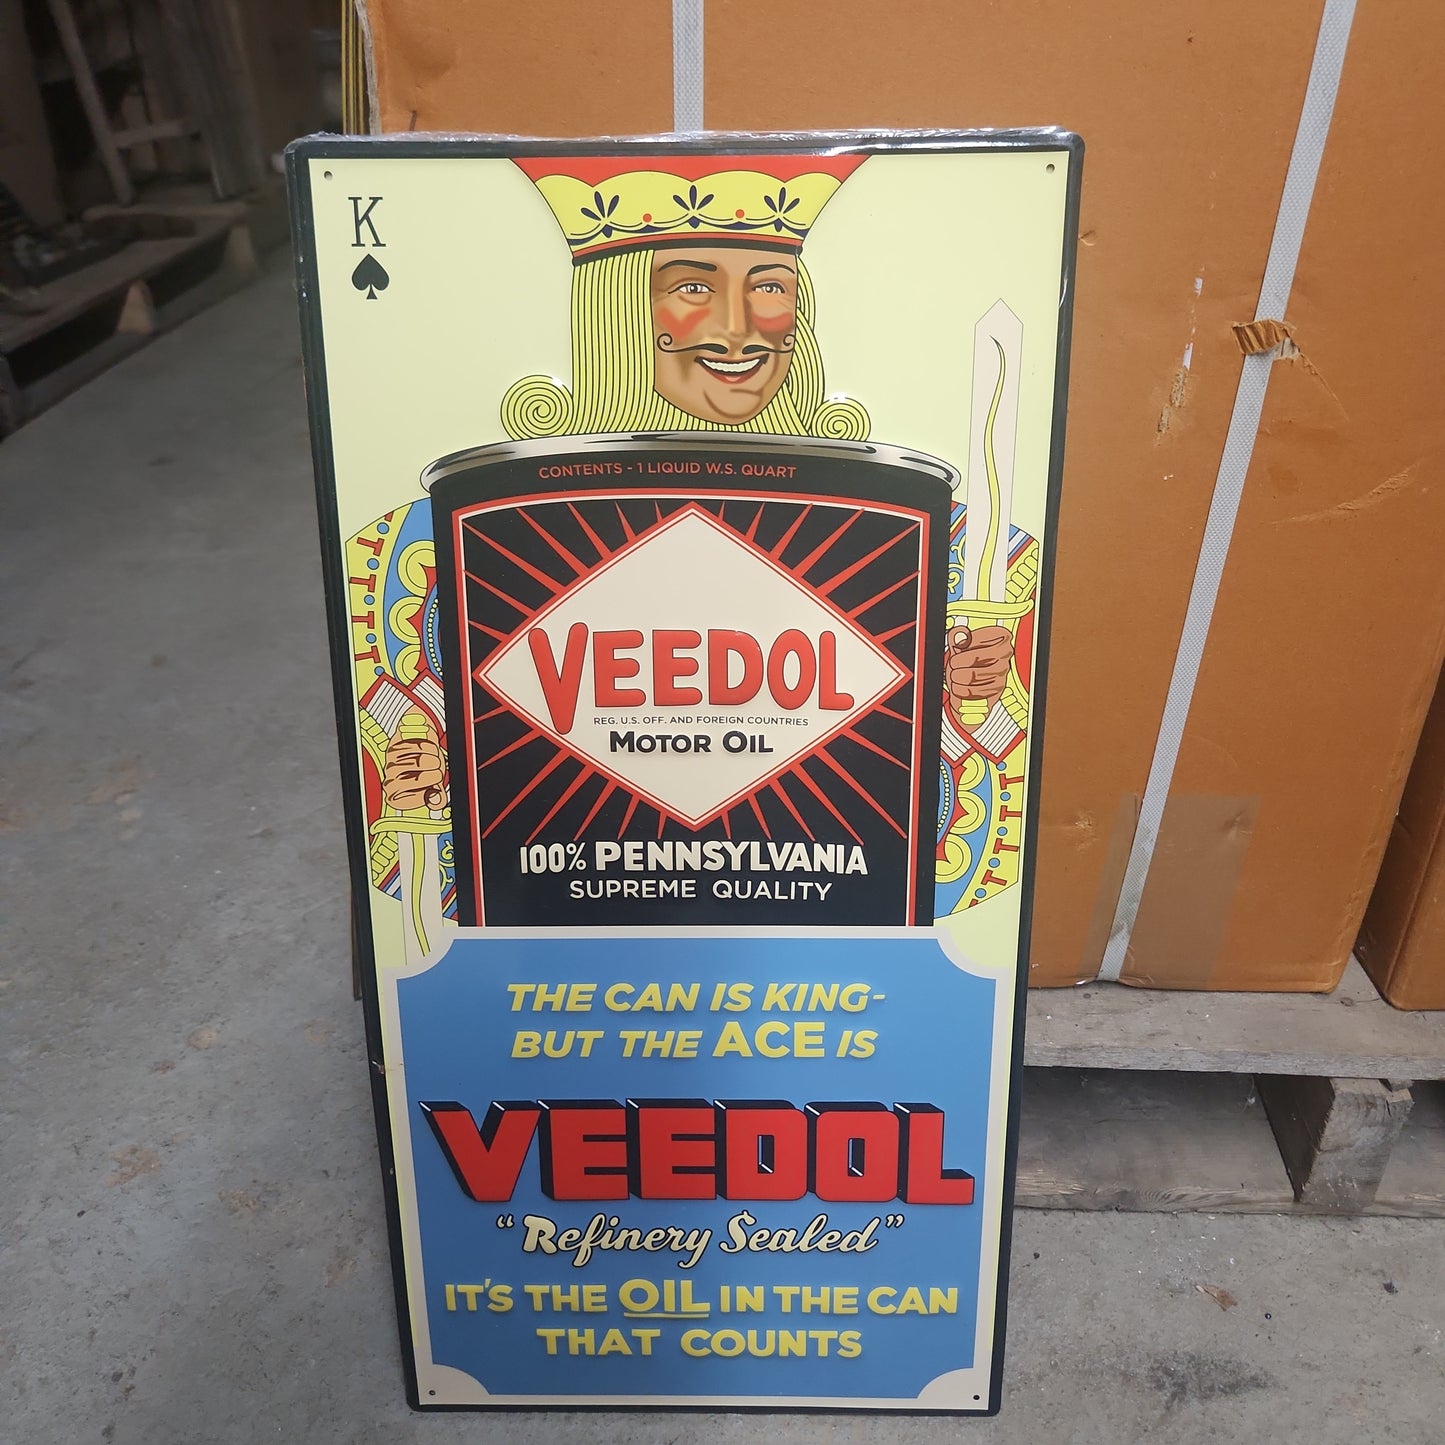 K
CONTENTS - 1 LIQUID W.S. QUART
VEEDOL
REG. U.S. OFF. AND FOREIGN COUNTRIES
MOTOR OIL
100% PENNSYLVANIA
SUPREME QUALITY
THE CAN IS KING-
BUT THE ACE IS
VEEDOL
"Refinery Sealed"
IT'S THE OIL IN THE CAN
THAT COUNTS